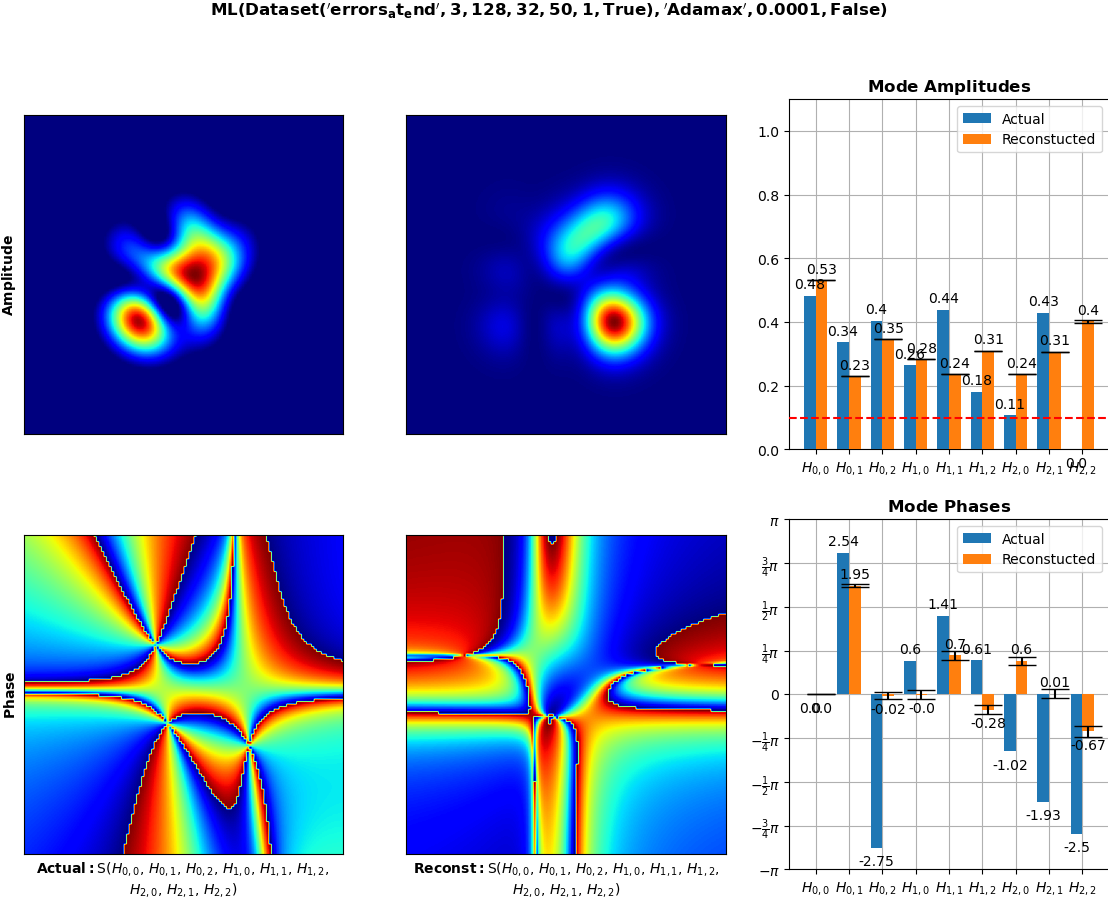 ML(Dataset('errors_at_end', 3, 128, 32, 50, 1, True), 'Adamax', 0.0001, False)
Amplitude
Mode Amplitudes
Actual
Reconstucted
1.0
0.8
0.6
0.4
0.2
0.0
0.48
0.53
0.34
0.23
0.4
0.35
0.26
0.28
0.44
0.24
0.18
0.31
0.11
0.24
0.43
0.31
0.0
0.4
H0,0 H0,1 H0,2 H1,0 H1,1 H1,2 H2,0 H2,1 H2,2
Phase
Mode Phases
Actual
Reconstucted
π
3/4π
1/2π
1/4π
0
−1/4π
−1/2π
−3/4π
−π
0.0
0.0
2.54
1.95
-2.75
-0.02
0.6
-0.0
1.41
0.7
0.61
-0.28
-1.02
0.6
-1.93
0.01
-2.5
-0.67
H0,0 H0,1 H0,2 H1,0 H1,1 H1,2 H2,0 H2,1 H2,2
Actual: S(H0,0, H0,1, H0,2, H1,0, H1,1, H1,2,
H2,0, H2,1, H2,2)
Reconst: S(H0,0, H0,1, H0,2, H1,0, H1,1, H1,2,
H2,0, H2,1, H2,2)